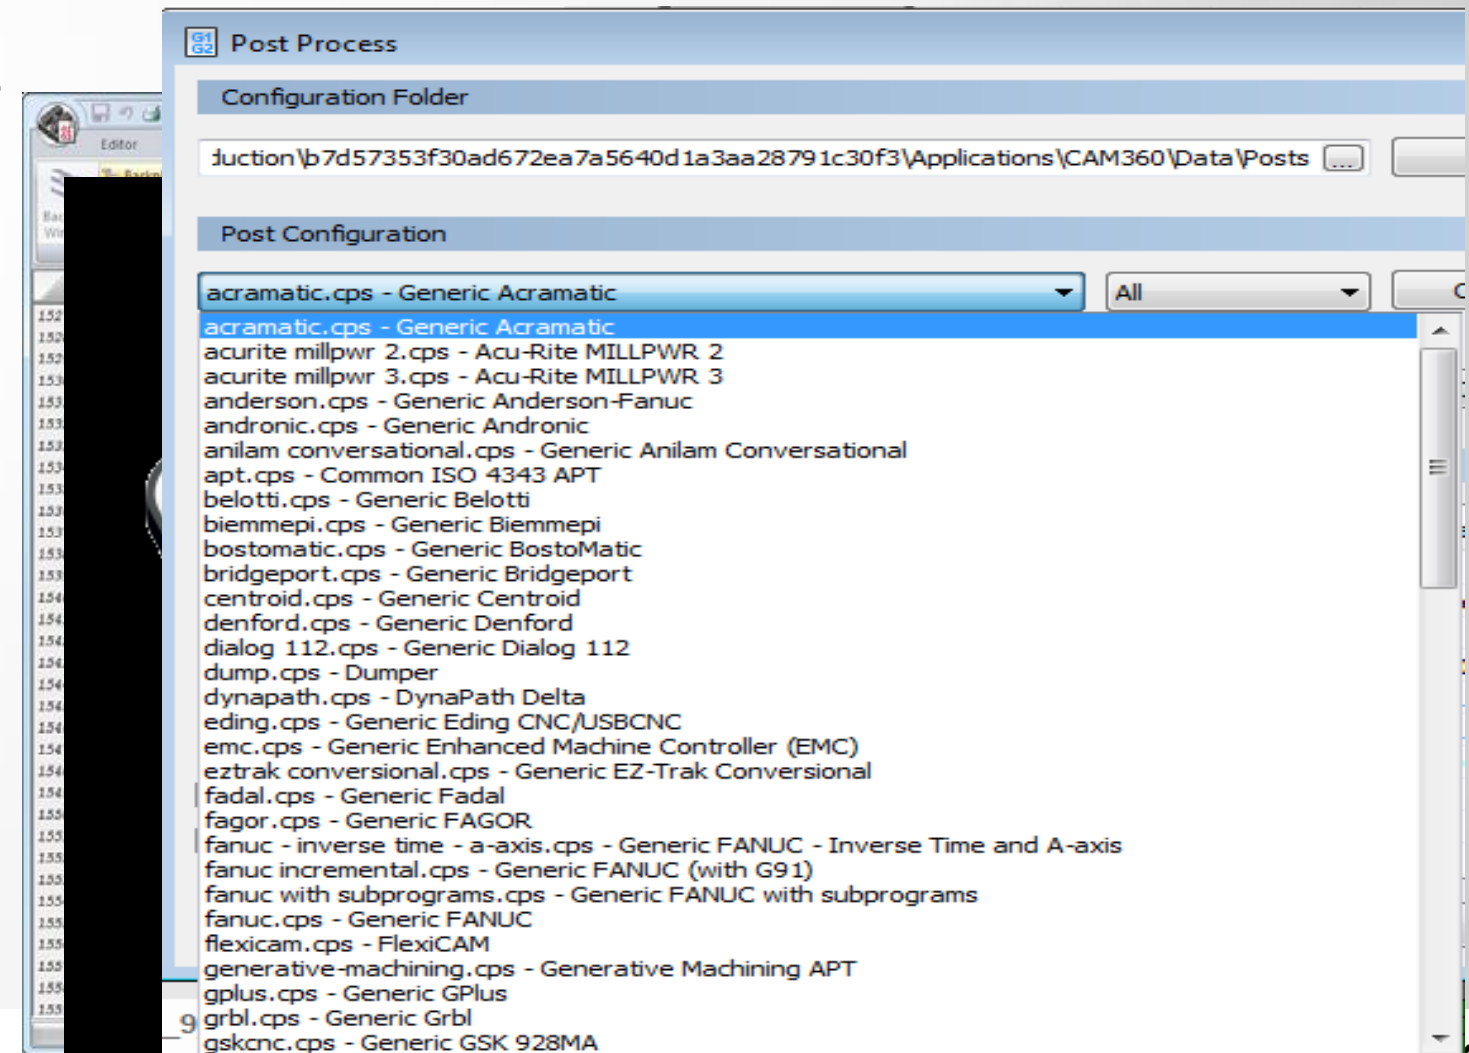 Post Process
Configuration Folder
Editor
duction\b7d57353f30ad672ea7a5640d1a3aa28791c30f3\Applications\CAM360\Data\Posts ...
Post Configuration
acramatic.cps - Generic Acramatic
All
acramatic.cps - Generic Acramatic
acurite millpwr 2.cps - Acu-Rite MILLPWR 2
acurite millpwr 3.cps - Acu-Rite MILLPWR 3
anderson.cps - Generic Anderson-Fanuc
andronic.cps - Generic Andronic
anilam conversational.cps - Generic Anilam Conversational
apt.cps - Common ISO 4343 APT
belotti.cps - Generic Belotti
biemmepi.cps - Generic Biemmepi
bostomatic.cps - Generic BostoMatic
bridgeport.cps - Generic Bridgeport
centroid.cps - Generic Centroid
denford.cps - Generic Denford
dialog 112.cps - Generic Dialog 112
dump.cps - Dumper
dynapath.cps - DynaPath Delta
eding.cps - Generic Eding CNC/USBCNC
emc.cps - Generic Enhanced Machine Controller (EMC)
eztrak conversional.cps - Generic EZ-Trak Conversional
fadal.cps - Generic Fadal
fagor.cps - Generic FAGOR
fanuc - inverse time - a-axis.cps - Generic FANUC - Inverse Time and A-axis
fanuc incremental.cps - Generic FANUC (with G91)
fanuc with subprograms.cps - Generic FANUC with subprograms
fanuc.cps - Generic FANUC
flexicam.cps - FlexiCAM
generative-machining.cps - Generative Machining APT
gplus.cps - Generic GPlus
grbl.cps - Generic Grbl
gskcnc.cps - Generic GSK 928MA